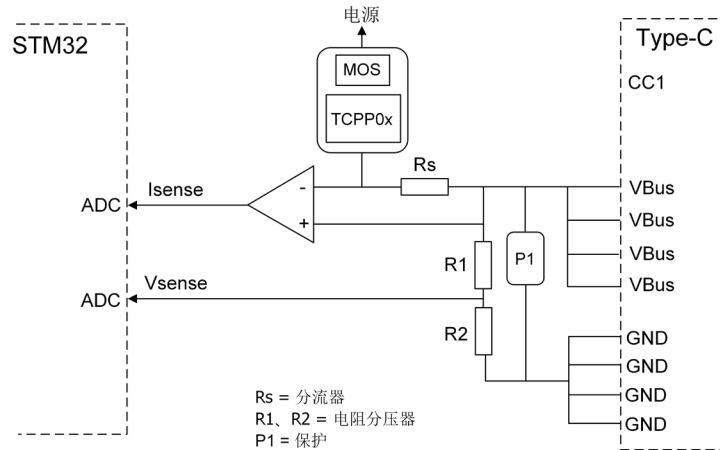 电源
STM32
Type-C
MOS
CC1
TCPP0x
Rs
Isense
-
VBus
ADC
+
VBus
R1
P1
VBus
Vsense
VBus
ADC
R2
GND
GND
Rs = 分流器
GND
R1、R2 = 电阻分压器
GND
P1 = 保护